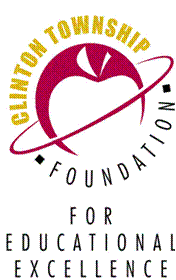 CLINTON TOWNSHIP
FOUNDATION
FOR
EDUCATIONAL
EXCELLENCE